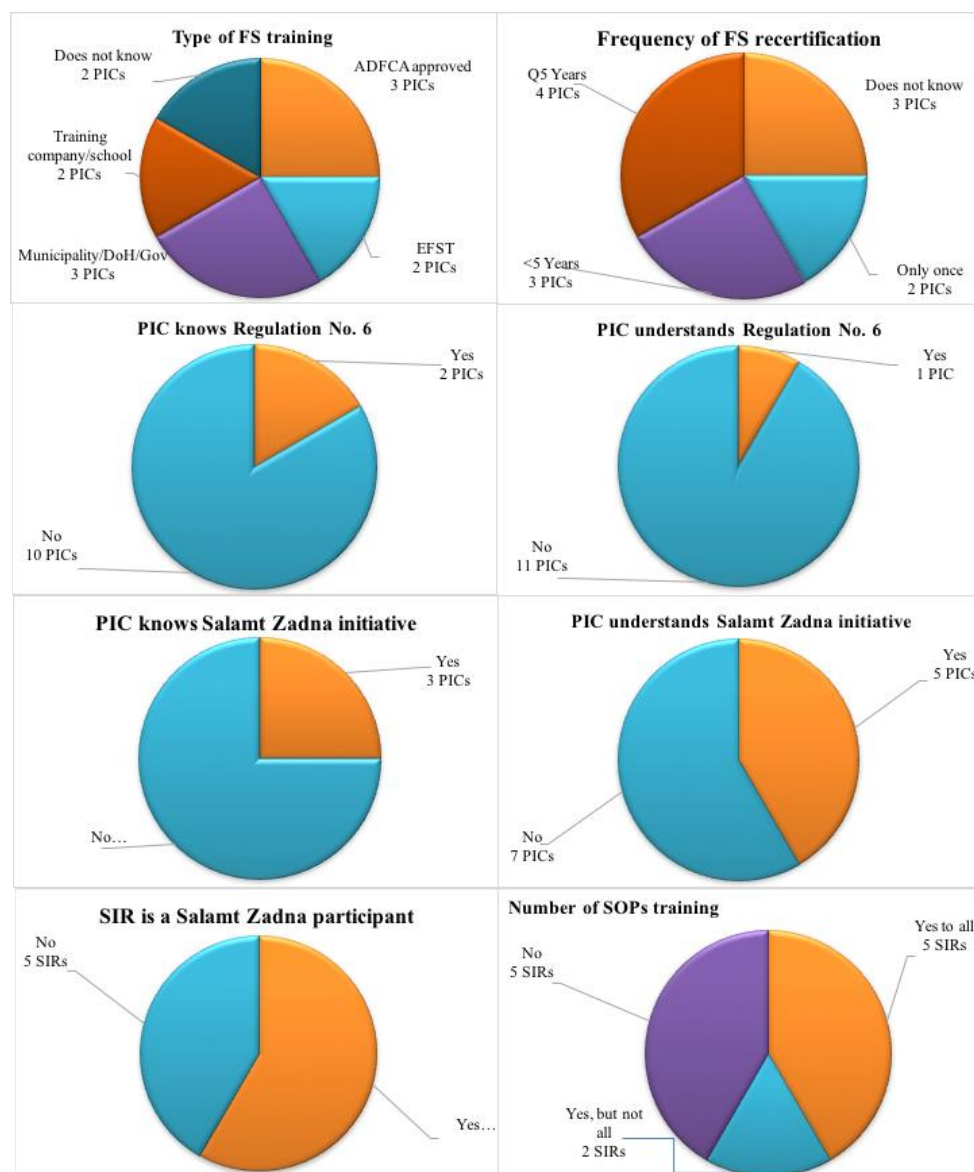 Type of FS training
Does not know
2 PICs
ADFCA approved
3 PICs
Training
company/school
2 PICs
Municipality/DoH/Gov
3 PICs
EFST
2 PICs
Frequency of FS recertification
Q5 Years
4 PICs
Does not know
3 PICs
<5 Years
3 PICs
Only once
2 PICs
PIC knows Regulation No. 6
Yes
2 PICs
No
10 PICs
PIC understands Regulation No. 6
Yes
1 PIC
No
11 PICs
PIC knows Salamt Zadna initiative
Yes
3 PICs
No…
PIC understands Salamt Zadna initiative
Yes
5 PICs
No
7 PICs
SIR is a Salamt Zadna participant
No
5 SIRs
Yes…
Number of SOPs training
No
5 SIRs
Yes to all
5 SIRs
Yes, but not
all
2 SIRs